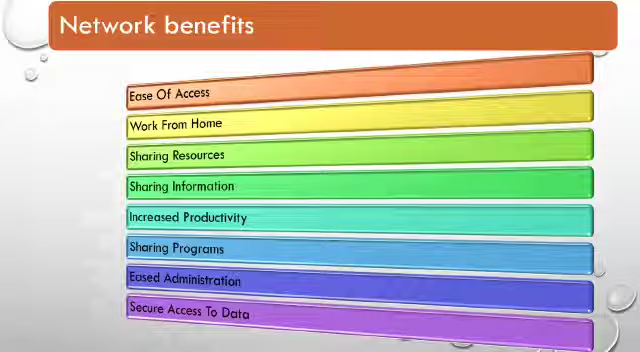 Network benefits
Ease Of Access
Work From Home
Sharing Resources
Sharing Information
Increased Productivity
Sharing Programs
Eased Administration
Secure Access To Data